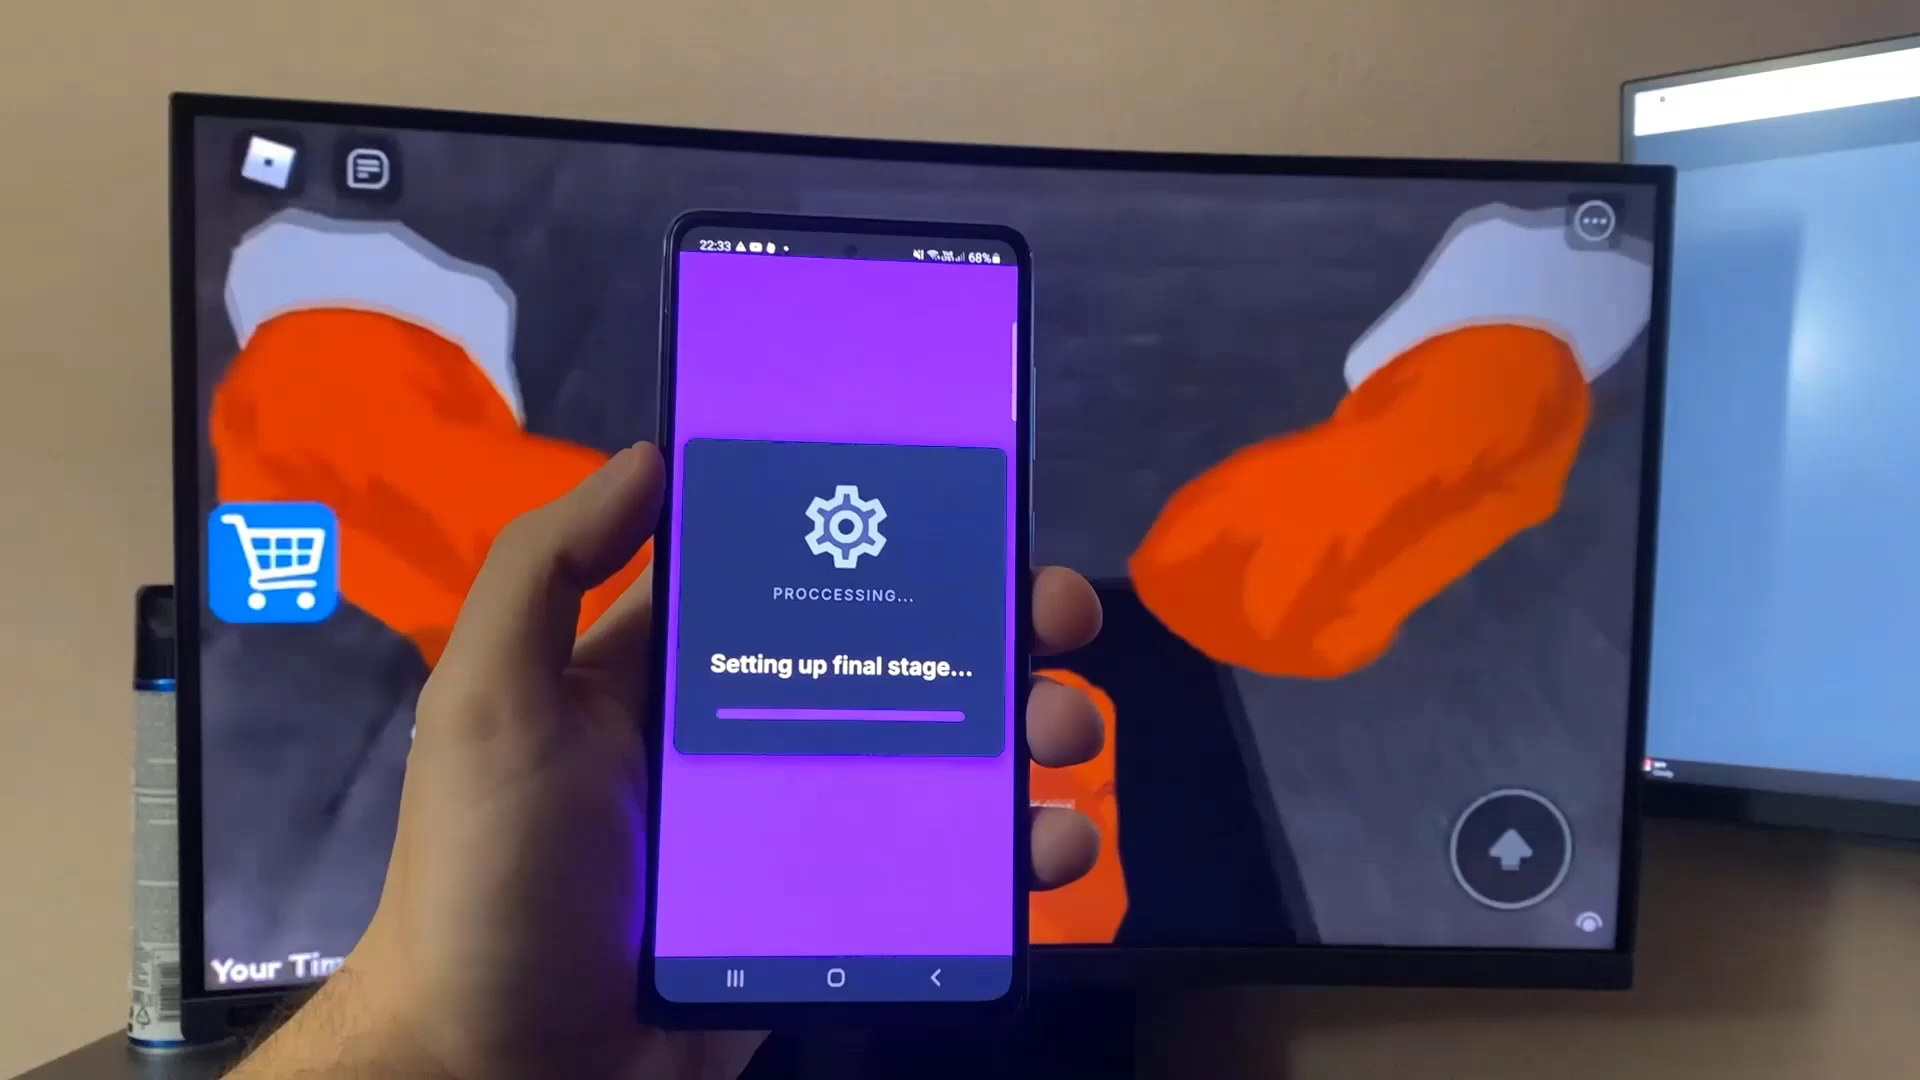 22:33
68%
PROCCESSING...
Setting up final stage...
Your Tim